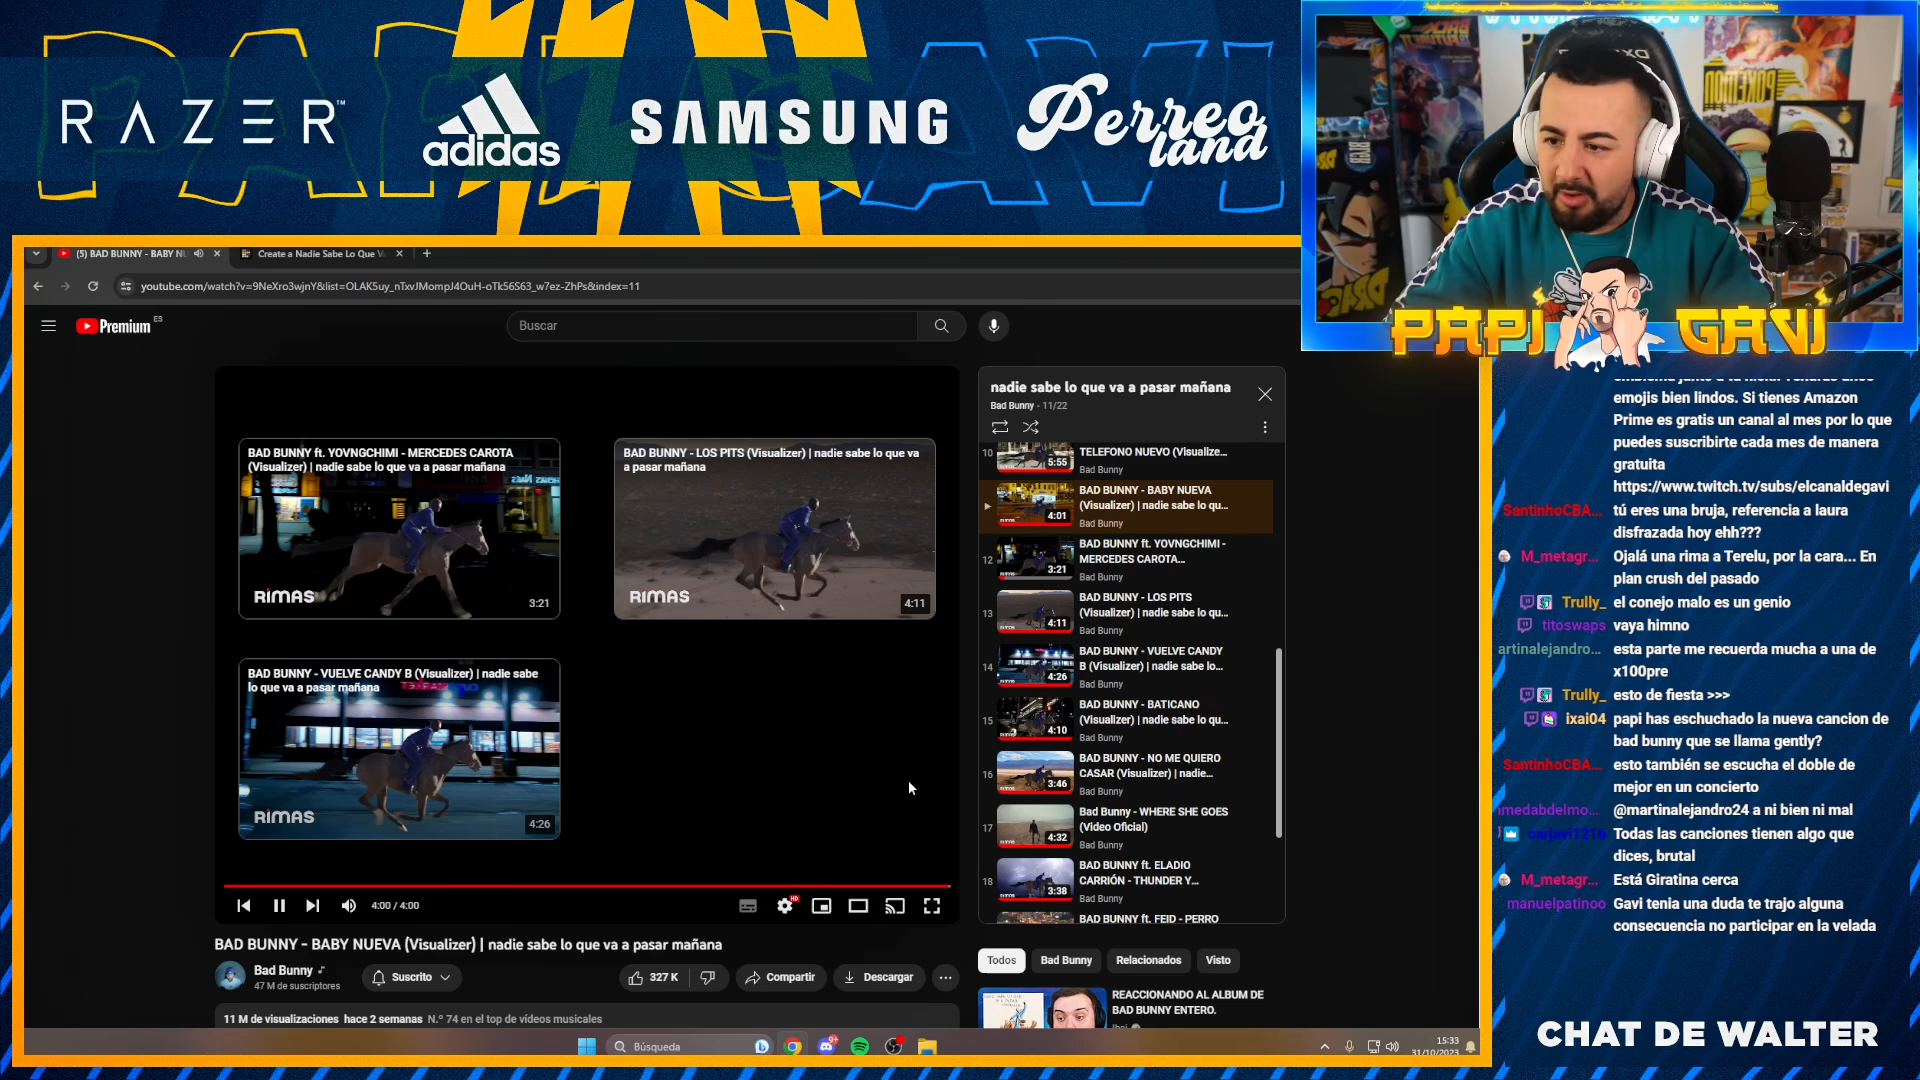 RAZER™
adidas
SAMSUNG
Perreo
land
PAPI GAVI
(5) BAD BUNNY - BABY NU
Create a Nadie Sabe Lo Que V
youtube.com/watch?v=9NeXro3wjnY&list=OLAK5uy_nTxvJMompJ4OuH-oTk56S63_w7ez-ZhPs&index=11
Premium ES
Buscar
BAD BUNNY ft. YOVNGCHIMI - MERCEDES CAROTA
(Visualizer) | nadie sabe lo que va a pasar mañana
RIMAS
3:21
BAD BUNNY - LOS PITS (Visualizer) | nadie sabe lo que va
a pasar mañana
RIMAS
4:11
BAD BUNNY - VUELVE CANDY B (Visualizer) | nadie sabe
lo que va a pasar mañana
RIMAS
4:26
4:00 / 4:00
HD
BAD BUNNY - BABY NUEVA (Visualizer) | nadie sabe lo que va a pasar mañana
Bad Bunny
47 M de suscriptores
Suscrito
327 K
Compartir
Descargar
11 M de visualizaciones hace 2 semanas N.º 74 en el top de vídeos musicales
nadie sabe lo que va a pasar mañana
Bad Bunny - 11/22
10
5:55
TELEFONO NUEVO (Visualize...
Bad Bunny
4:01
BAD BUNNY - BABY NUEVA
(Visualizer) | nadie sabe lo qu...
Bad Bunny
12
3:21
BAD BUNNY ft. YOVNGCHIMI -
MERCEDES CAROTA...
Bad Bunny
13
4:11
BAD BUNNY - LOS PITS
(Visualizer) | nadie sabe lo qu...
Bad Bunny
14
4:26
BAD BUNNY - VUELVE CANDY
B (Visualizer) | nadie sabe lo...
Bad Bunny
15
4:10
BAD BUNNY - BATICANO
(Visualizer) | nadie sabe lo qu...
Bad Bunny
16
3:46
BAD BUNNY - NO ME QUIERO
CASAR (Visualizer) | nadie...
Bad Bunny
17
4:32
Bad Bunny - WHERE SHE GOES
(Video Oficial)
Bad Bunny
18
3:38
BAD BUNNY ft. ELADIO
CARRIÓN - THUNDER Y...
Bad Bunny
BAD BUNNY ft. FEID - PERRO
Todos
Bad Bunny
Relacionados
Visto
REACCIONANDO AL ALBUM DE
BAD BUNNY ENTERO.
Búsqueda
15:33
31/10/2023
emojis bien lindos. Si tienes Amazon
Prime es gratis un canal al mes por lo que
puedes suscribirte cada mes de manera
gratuita
https://www.twitch.tv/subs/elcanaldegavi
SantinhoCBA... tú eres una bruja, referencia a laura
disfrazada hoy ehh???
M_metagr... Ojalá una rima a Terelu, por la cara... En
plan crush del pasado
Trully_ el conejo malo es un genio
titoswaps vaya himno
artinalejandro... esta parte me recuerda mucha a una de
x100pre
Trully_ esto de fiesta >>>
ixai04 papi has eschuchado la nueva cancion de
bad bunny que se llama gently?
SantinhoCBA... esto también se escucha el doble de
mejor en un concierto
medabdelmo... @martinalejandro24 a ni bien ni mal
carjavi1216 Todas las canciones tienen algo que
dices, brutal
M_metagr... Está Giratina cerca
manuelpatinoo Gavi tenia una duda te trajo alguna
consecuencia no participar en la velada
CHAT DE WALTER